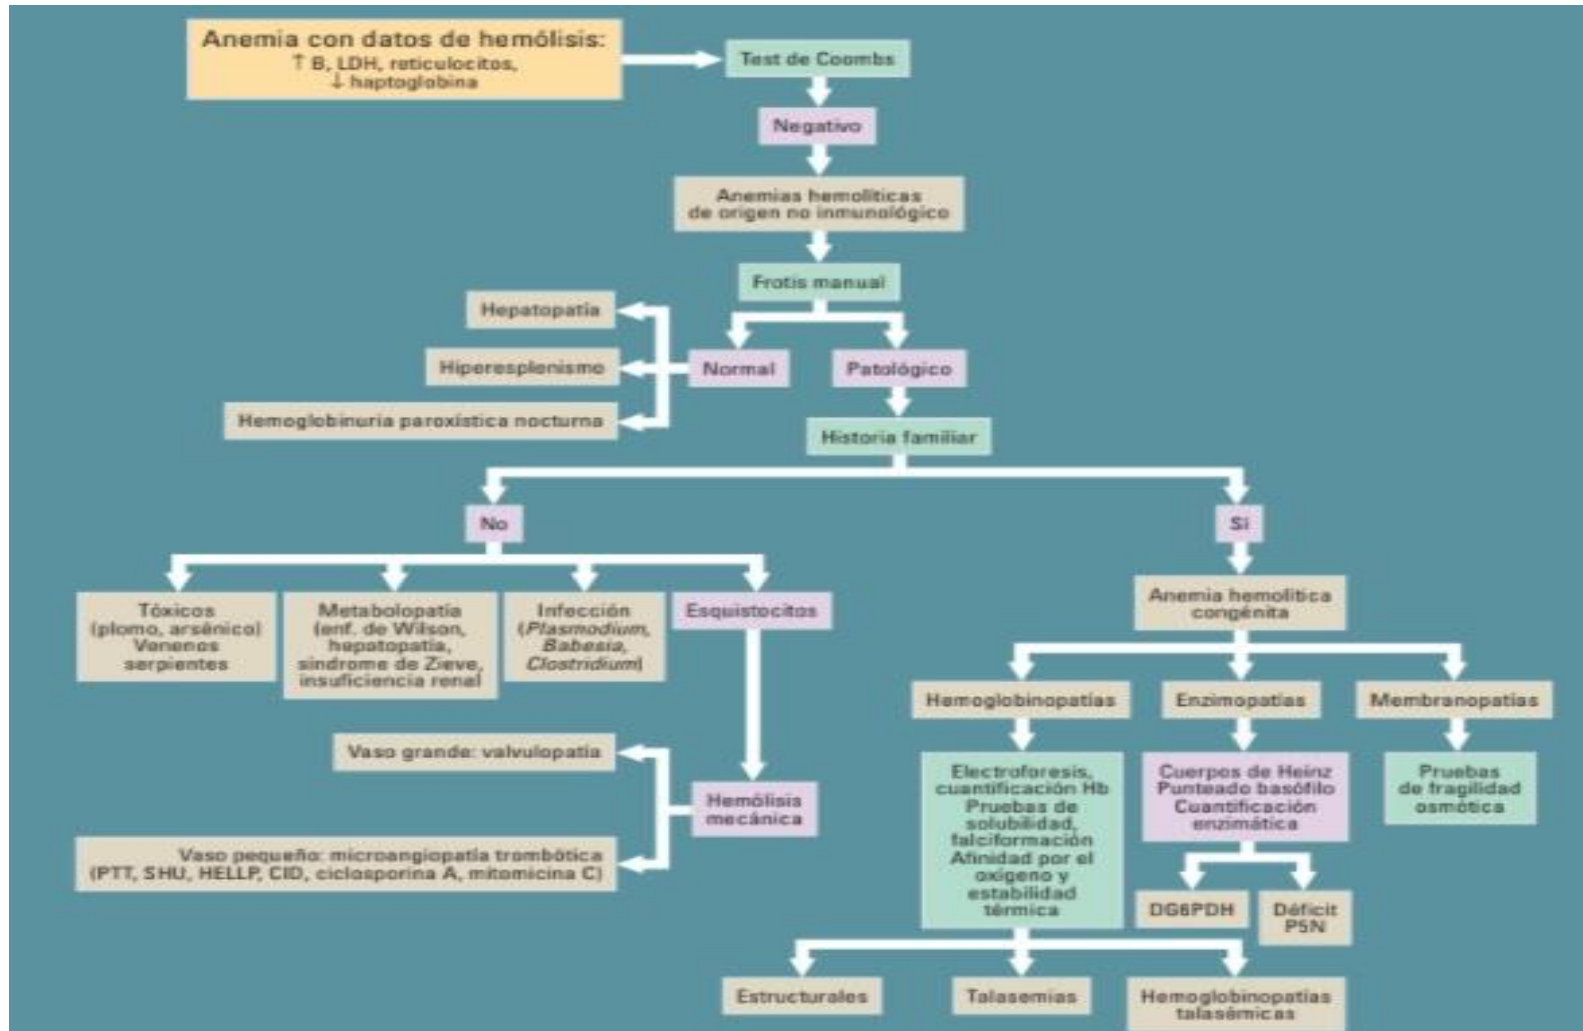 Anemia con datos de hemólisis:
↑ B, LDH, reticulocitos,
↓ haptoglobina
Test de Coombs
Negativo
Anemias hemolíticas
de origen no inmunológico
Frotis manual
Hepatopatía
Hiperesplenismo
Hemoglobinuria paroxística nocturna
Normal
Patológico
Historia familiar
No
Si
Tóxicos
(plomo, arsénico)
Venenos
serpientes
Metabolopatía
(enf. de Wilson,
hepatopatía,
síndrome de Zieve,
insuficiencia renal
Infección
(Plasmodium,
Babesia,
Clostridium)
Esquistocitos
Anemia hemolítica
congénita
Vaso grande: valvulopatía
Hemólisis
mecánica
Vaso pequeño: microangiopatía trombótica
(PTT, SHU, HELLP, CID, ciclosporina A, mitomicina C)
Hemoglobinopatías
Enzimopatías
Membranopatías
Electroforesis,
cuantificación Hb
Pruebas de
solubilidad,
falciformación
Afinidad por el
oxígeno y
estabilidad
térmica
Cuerpos de Heinz
Punteado basófilo
Cuantificación
enzimática
Pruebas
de fragilidad
osmótica
DG6PDH
Déficit
P5N
Estructurales
Talasemias
Hemoglobinopatías
talasémicas